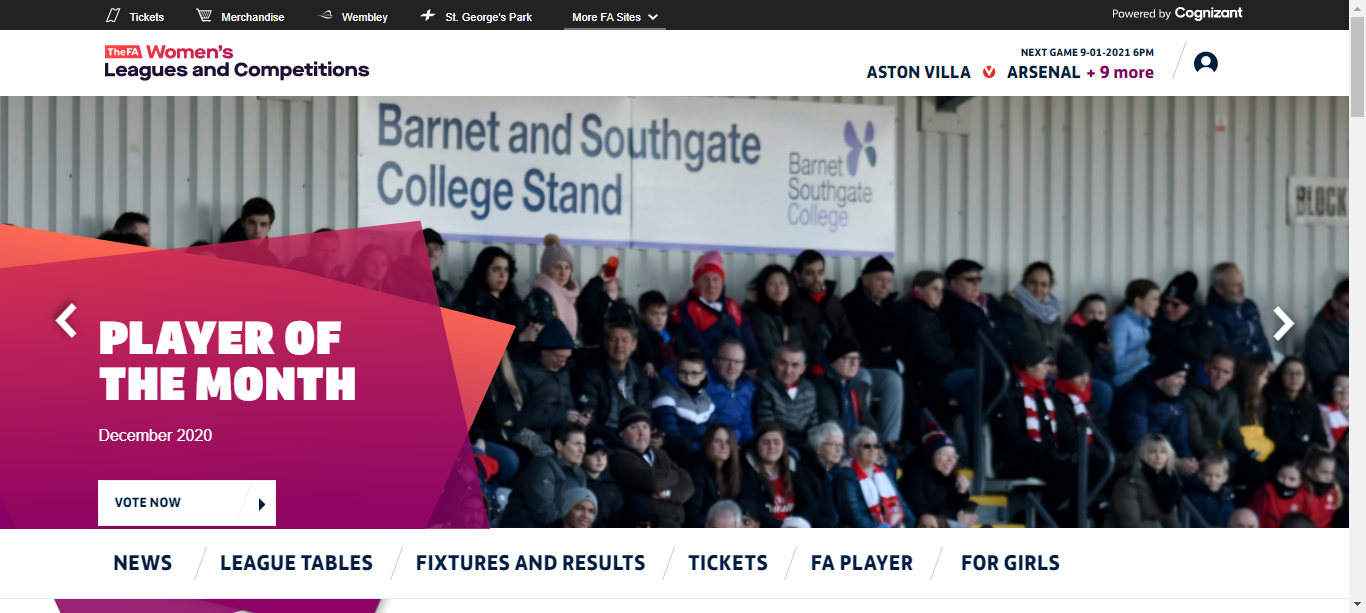 Tickets
Merchandise
Wembley
St. George's Park
More FA Sites
Powered by Cognizant
The FA Women's
Leagues and Competitions
NEXT GAME 9-01-2021 6PM
ASTON VILLA V ARSENAL + 9 more
Barnet and Southgate
College Stand
Barnet
Southgate
College
BLOCK
PLAYER OF
THE MONTH
December 2020
VOTE NOW
NEWS
LEAGUE TABLES
FIXTURES AND RESULTS
TICKETS
FA PLAYER
FOR GIRLS